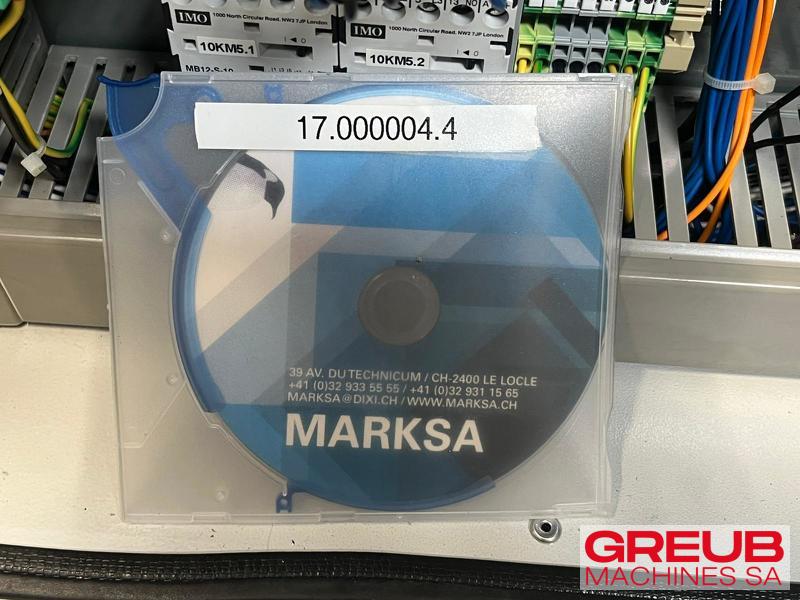 IMO 1000 North Circular Road, NW2 7JP London
IMO 1000 North Circular Road, NW2 7JP London
10KM5.1
10KM5.2
MB12-S-10
17.000004.4
39 AV. DU TECHNICUM / CH-2400 LE LOCLE
+41 (0)32 933 55 55 / +41 (0)32 931 15 65
MARKSA@DIXI.CH / WWW.MARKSA.CH
MARKSA
GREUB
MACHINES SA